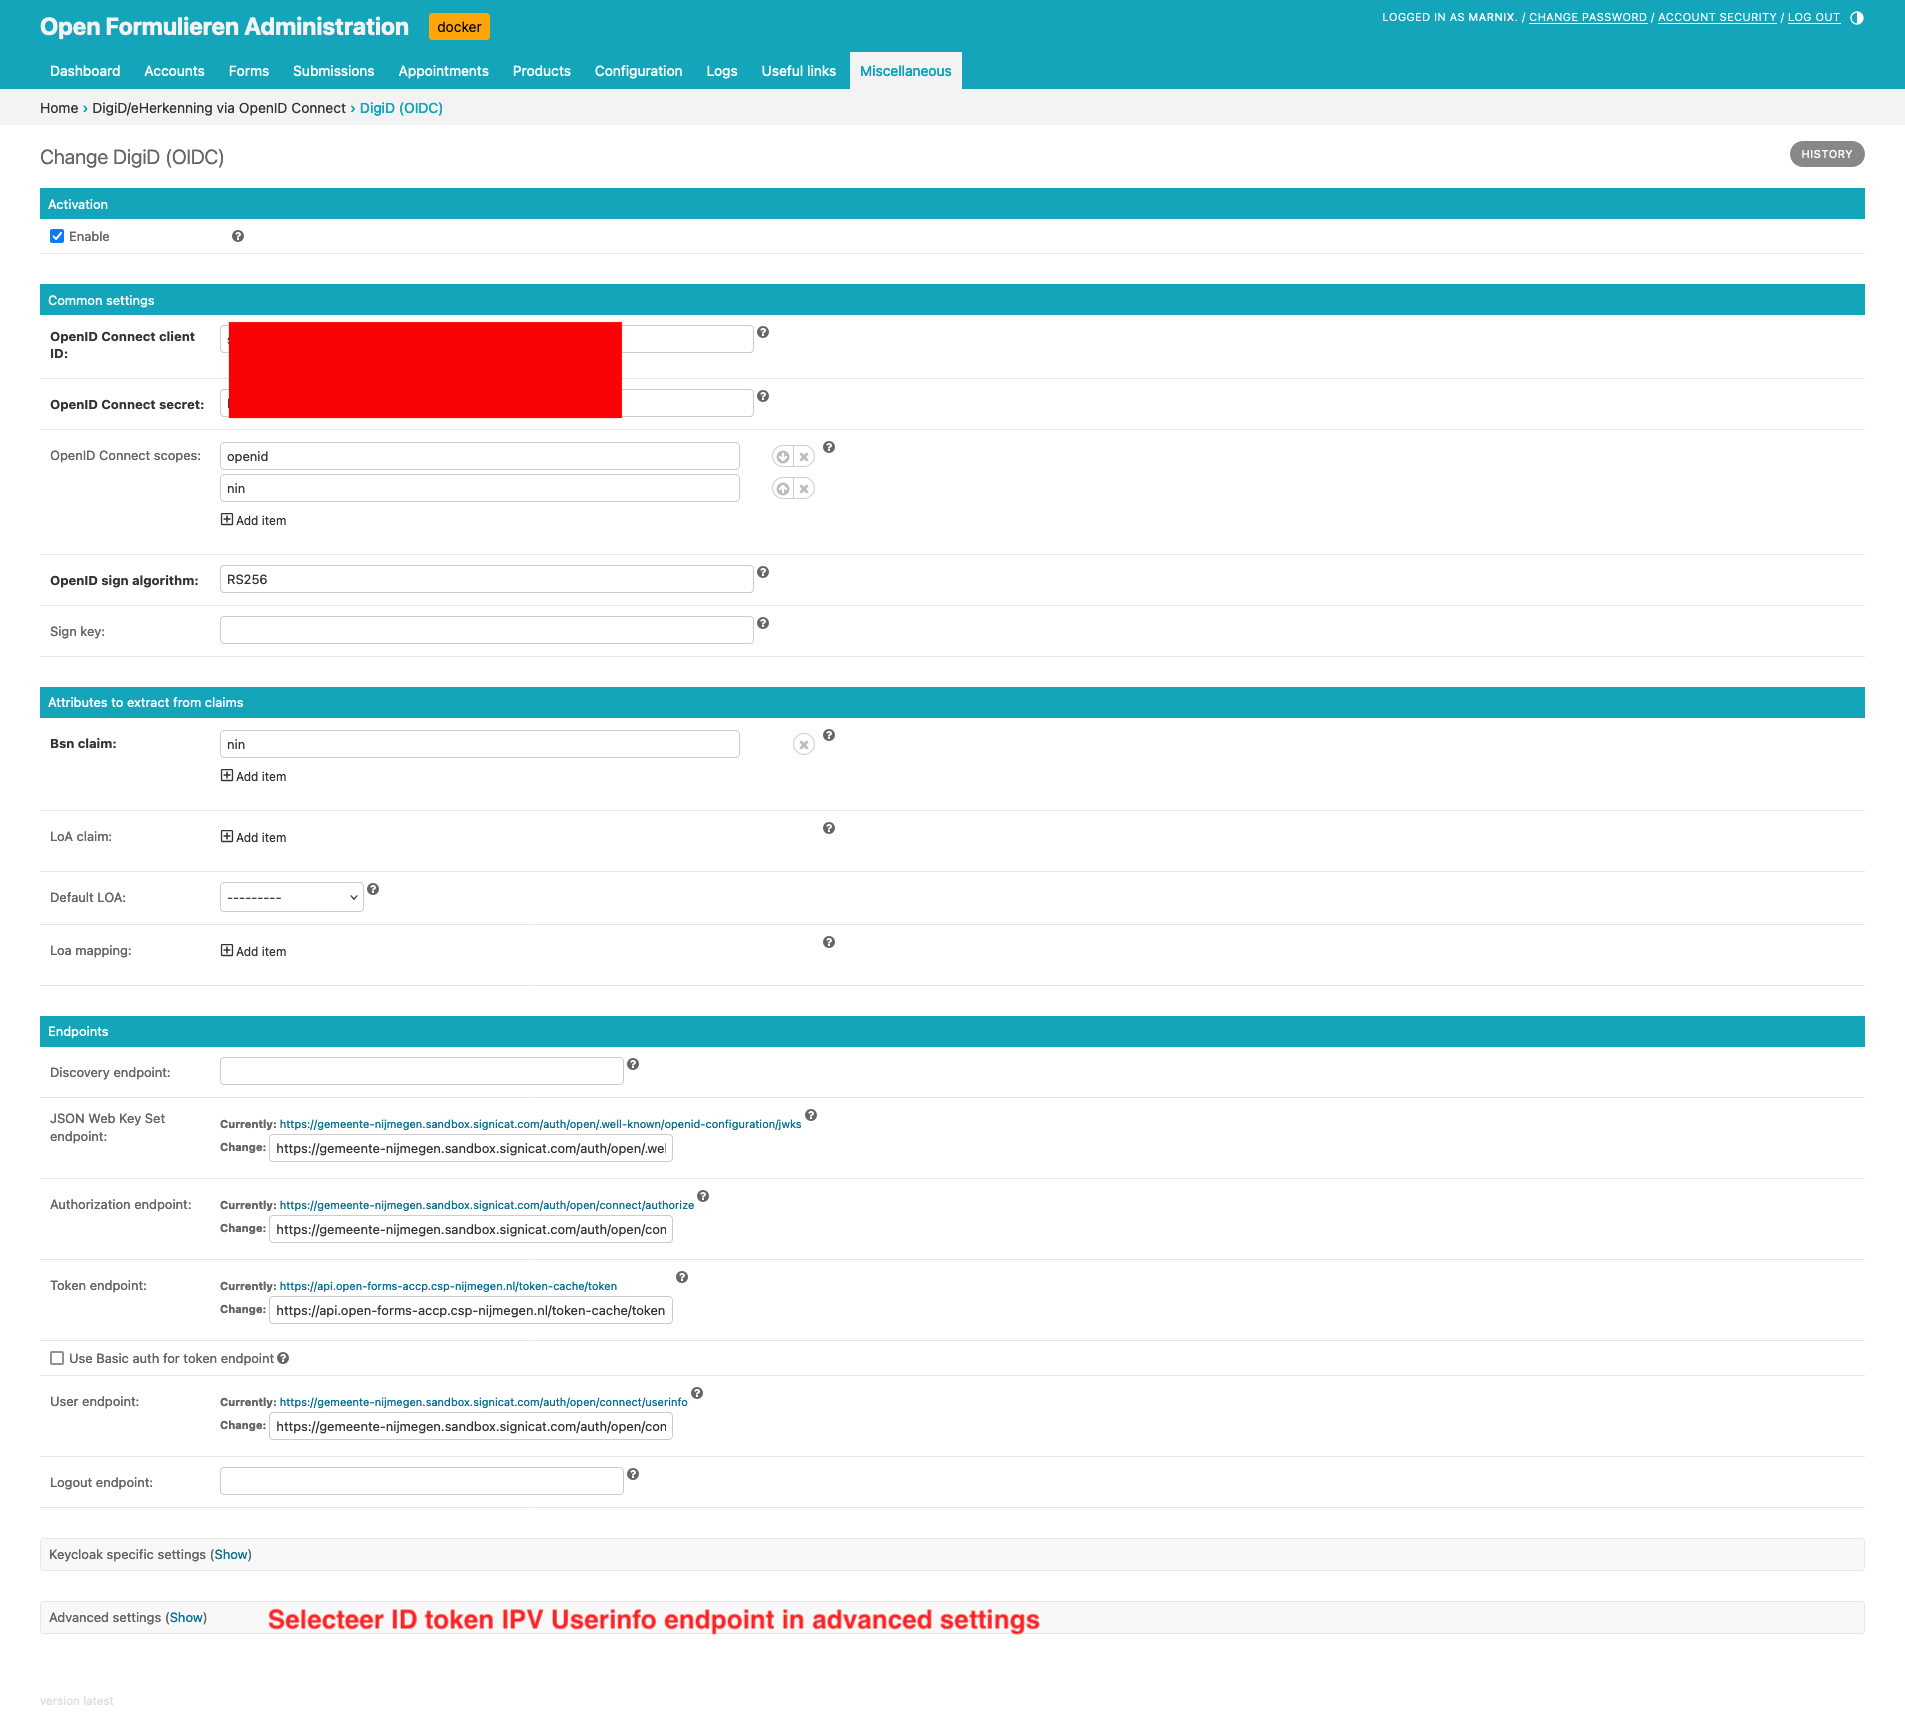 Open Formulieren Administration docker
LOGGED IN AS MARNIX. / CHANGE PASSWORD / ACCOUNT SECURITY / LOG OUT
Dashboard Accounts Forms Submissions Appointments Products Configuration Logs Useful links Miscellaneous
Home › DigiD/eHerkenning via OpenID Connect › DigiD (OIDC)
Change DigiD (OIDC)
HISTORY
Activation
Enable
Common settings
OpenID Connect client
ID:
OpenID Connect secret:
OpenID Connect scopes: openid
nin
Add item
OpenID sign algorithm: RS256
Sign key:
Attributes to extract from claims
Bsn claim: nin
Add item
LoA claim: Add item
Default LOA: ---------
Loa mapping: Add item
Endpoints
Discovery endpoint:
JSON Web Key Set
endpoint:
Currently: https://gemeente-nijmegen.sandbox.signicat.com/auth/open/.well-known/openid-configuration/jwks
Change: https://gemeente-nijmegen.sandbox.signicat.com/auth/open/.wel
Authorization endpoint: Currently: https://gemeente-nijmegen.sandbox.signicat.com/auth/open/connect/authorize
Change: https://gemeente-nijmegen.sandbox.signicat.com/auth/open/con
Token endpoint: Currently: https://api.open-forms-accp.csp-nijmegen.nl/token-cache/token
Change: https://api.open-forms-accp.csp-nijmegen.nl/token-cache/token
Use Basic auth for token endpoint
User endpoint: Currently: https://gemeente-nijmegen.sandbox.signicat.com/auth/open/connect/userinfo
Change: https://gemeente-nijmegen.sandbox.signicat.com/auth/open/con
Logout endpoint:
Keycloak specific settings (Show)
Advanced settings (Show) Selecteer ID token IPV Userinfo endpoint in advanced settings
version latest